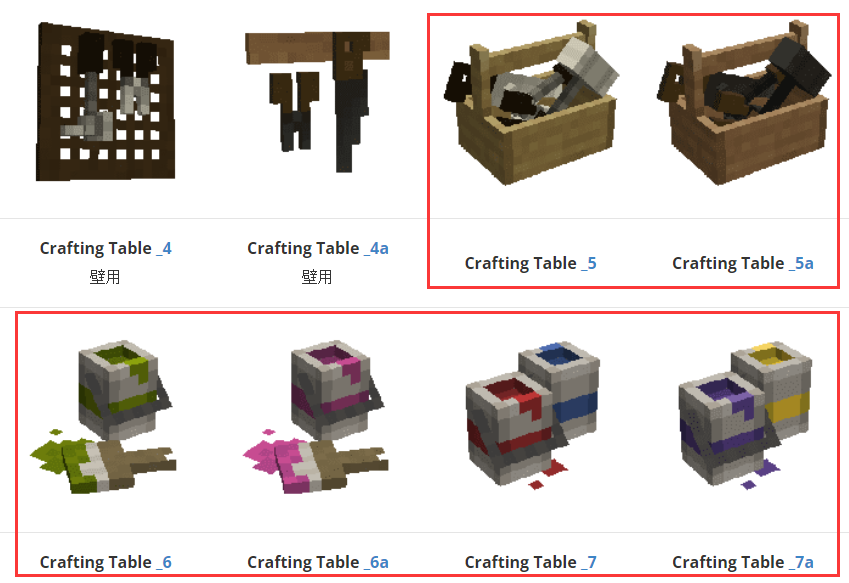 Crafting Table _4
壁用
Crafting Table _4a
壁用
Crafting Table _5
Crafting Table _5a
Crafting Table _6
Crafting Table _6a
Crafting Table _7
Crafting Table _7a